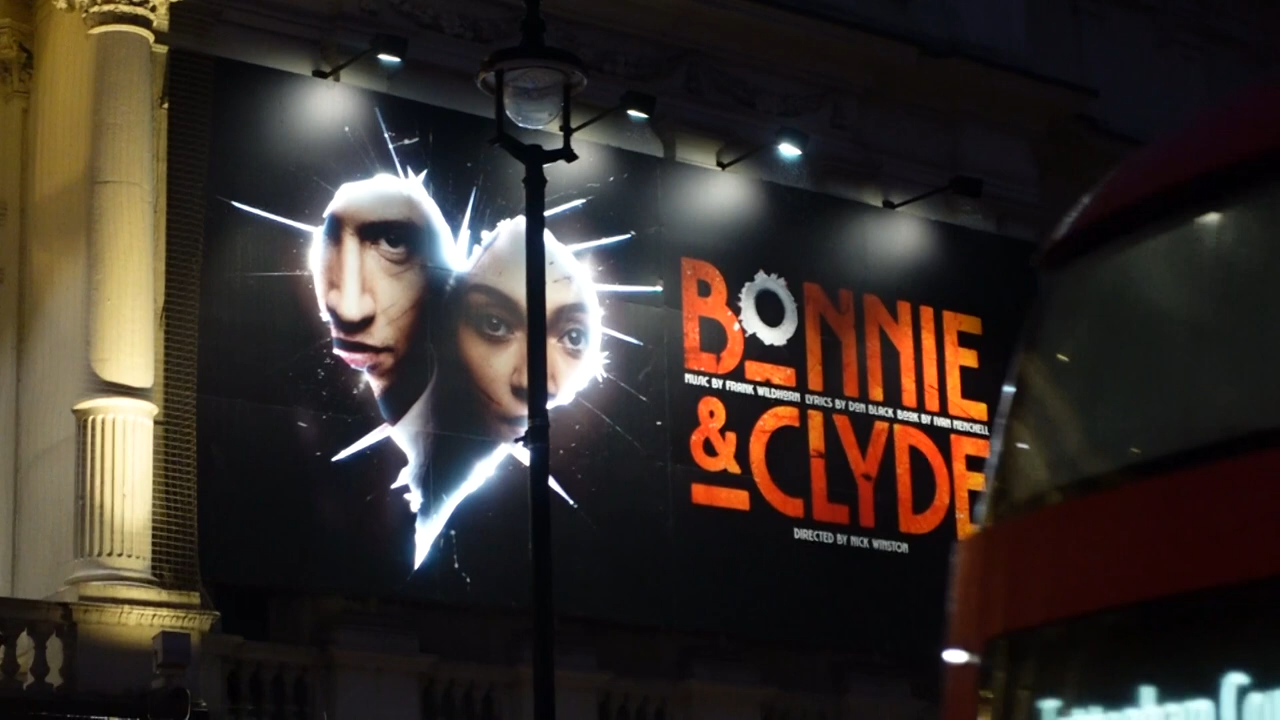 BONNIE
MUSIC BY FRANK WILDHORN LYRICS BY DON BLACK BOOK BY IVAN MENCHELL
& CLYDE
DIRECTED BY NICK WINSTON